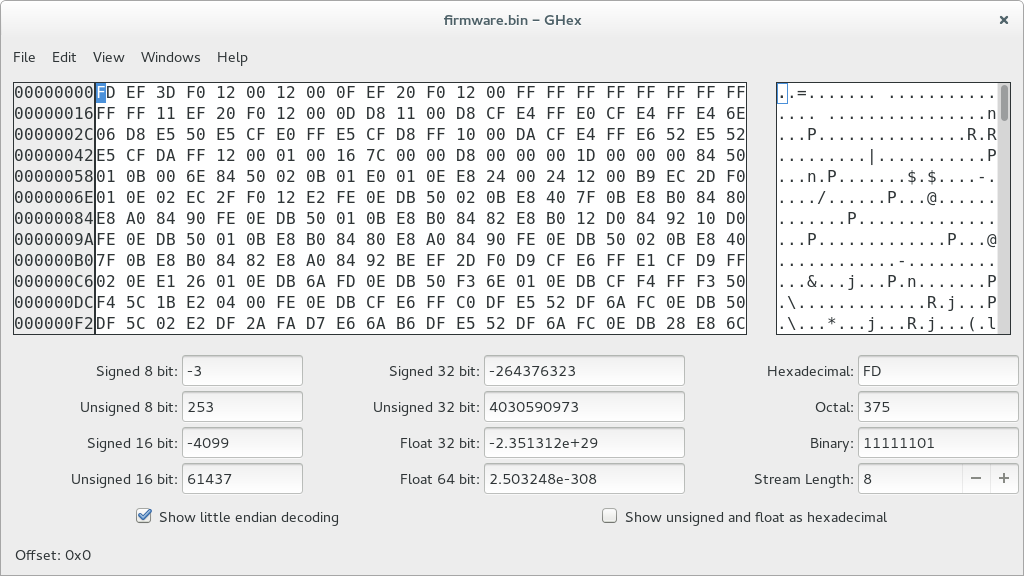 firmware.bin – GHex
File Edit View Windows Help
00000000 FD EF 3D F0 12 00 12 00 0F EF 20 F0 12 00 FF FF FF FF FF FF FF FF ..=....... ...........
00000016 FF FF 11 EF 20 F0 12 00 0D D8 11 00 D8 CF E4 FF E0 CF E4 FF E4 6E .... ................n
0000002C 06 D8 E5 50 E5 CF E0 FF E5 CF D8 FF 10 00 DA CF E4 FF E6 52 E5 52 ...P...............R.R
00000042 E5 CF DA FF 12 00 01 00 16 7C 00 00 D8 00 00 00 1D 00 00 00 84 50 .........|...........P
00000058 01 0B 00 6E 84 50 02 0B 01 E0 01 0E E8 24 00 24 12 00 B9 EC 2D F0 ...n.P.......$.$....-.
0000006E 01 0E 02 EC 2F F0 12 E2 FE 0E DB 50 02 0B E8 40 7F 0B E8 B0 84 80 ..../......P...@......
00000084 E8 A0 84 90 FE 0E DB 50 01 0B E8 B0 84 82 E8 B0 12 D0 84 92 10 D0 .......P..............
0000009A FE 0E DB 50 01 0B E8 B0 84 80 E8 A0 84 90 FE 0E DB 50 02 0B E8 40 ...P.............P...@
000000B0 7F 0B E8 B0 84 82 E8 A0 84 92 BE EF 2D F0 D9 CF E6 FF E1 CF D9 FF ............-.........
000000C6 02 0E E1 26 01 0E DB 6A FD 0E DB 50 F3 6E 01 0E DB CF F4 FF F3 50 ...&...j...P.n.......P
000000DC F4 5C 1B E2 04 00 FE 0E DB CF E6 FF C0 DF E5 52 DF 6A FC 0E DB 50 .\.............R.j...P
000000F2 DF 5C 02 E2 DF 2A FA D7 E6 6A B6 DF E5 52 DF 6A FC 0E DB 28 E8 6C .\...*...j...R.j...(.l
Signed 8 bit: -3 Signed 32 bit: -264376323 Hexadecimal: FD
Unsigned 8 bit: 253 Unsigned 32 bit: 4030590973 Octal: 375
Signed 16 bit: -4099 Float 32 bit: -2.351312e+29 Binary: 11111101
Unsigned 16 bit: 61437 Float 64 bit: 2.503248e-308 Stream Length: 8
Show little endian decoding Show unsigned and float as hexadecimal
Offset: 0x0